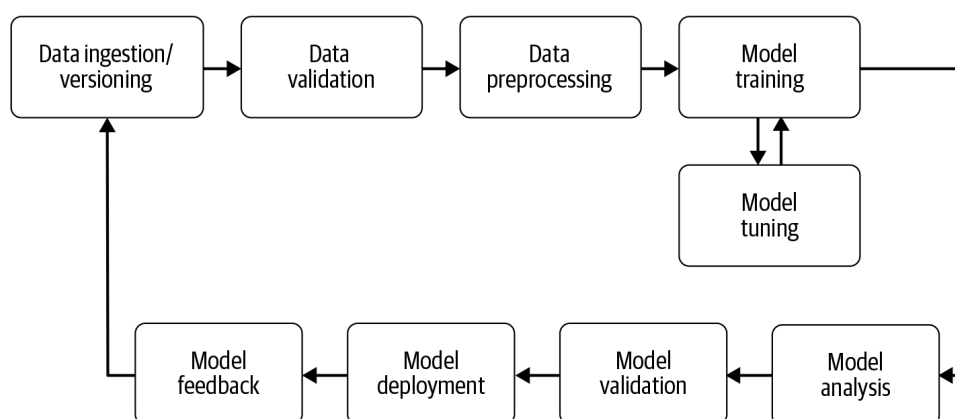 Data ingestion/
versioning
Data
validation
Data
preprocessing
Model
training
Model
tuning
Model
feedback
Model
deployment
Model
validation
Model
analysis